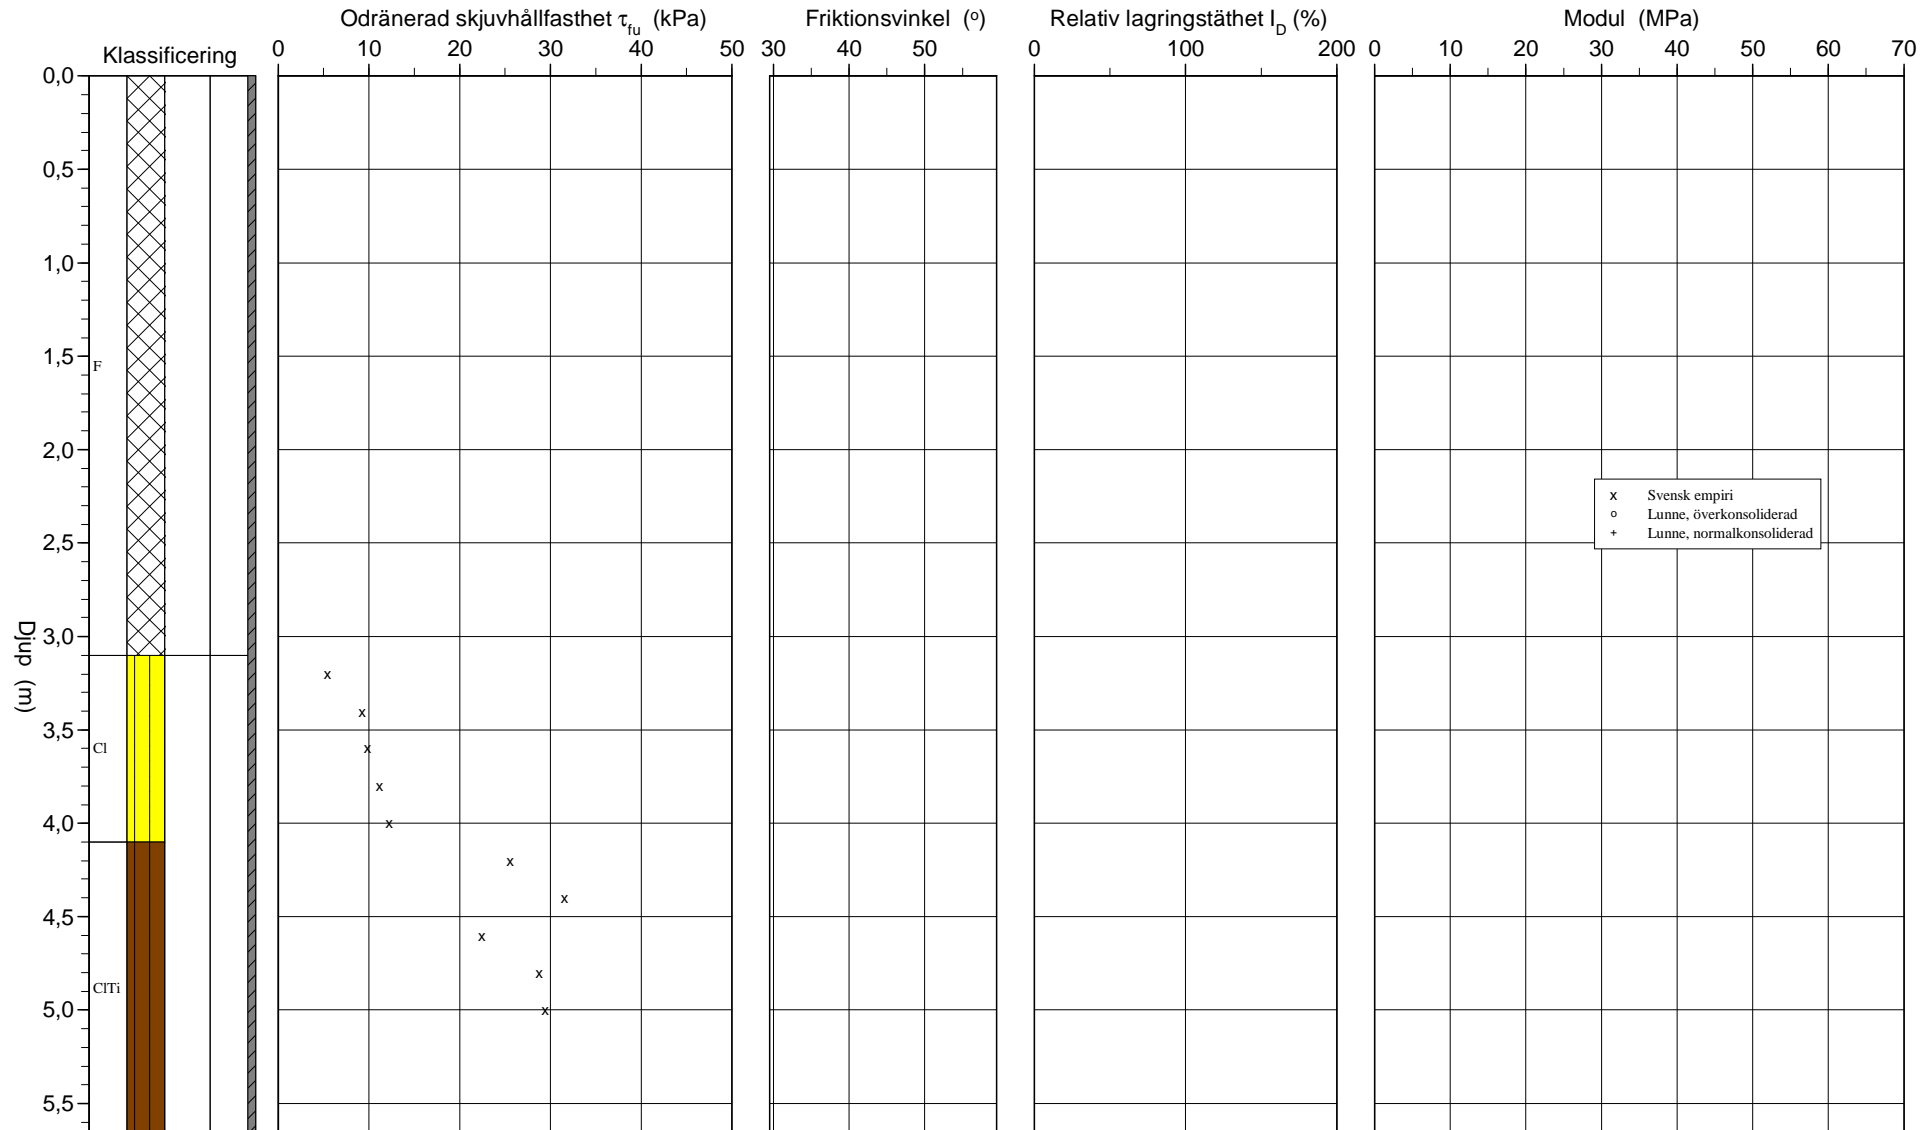 Klassificering
Odränerad skjuvhållfasthet τfu (kPa)
Friktionsvinkel (o)
Relativ lagringstäthet ID (%)
Modul (MPa)
0 10 20 30 40 50
30 40 50
0 100 200
0 10 20 30 40 50 60 70
Djup (m)
0,0
0,5
1,0
1,5
2,0
2,5
3,0
3,5
4,0
4,5
5,0
5,5
F
Cl
ClTi
x Svensk empiri
o Lunne, överkonsoliderad
+ Lunne, normalkonsoliderad